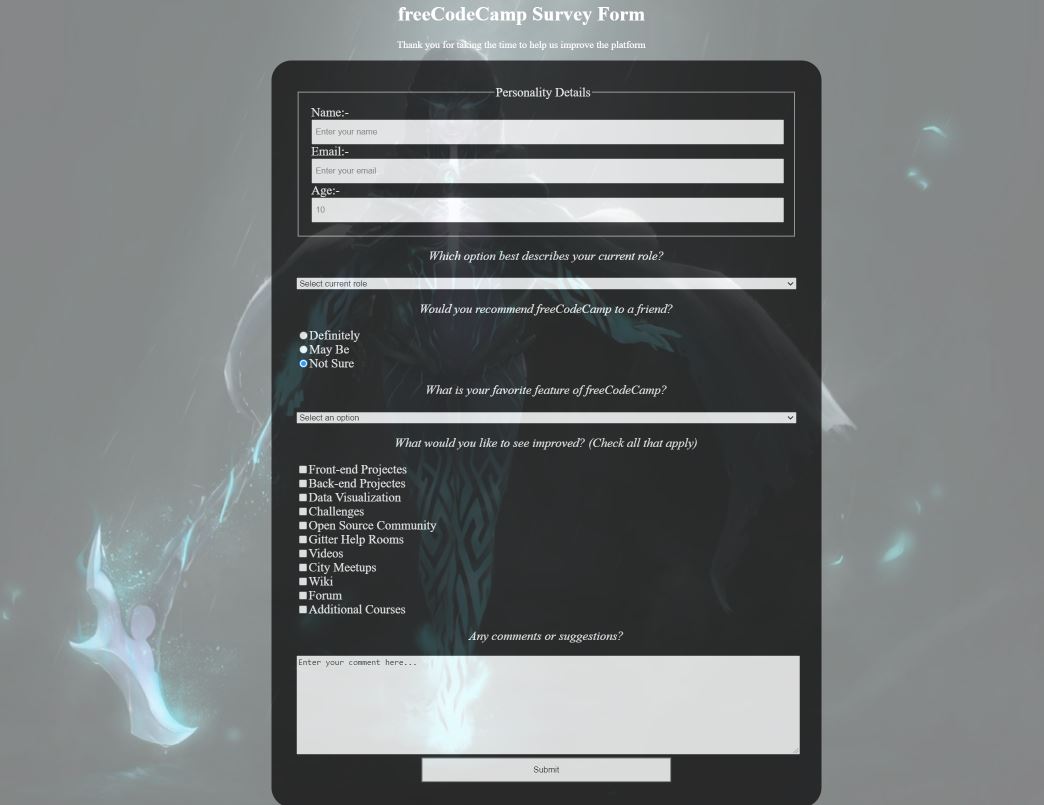 freeCodeCamp Survey Form
Thank you for taking the time to help us improve the platform
Personality Details
Name:-
Enter your name
Email:-
Enter your email
Age:-
10
Which option best describes your current role?
Select current role
Would you recommend freeCodeCamp to a friend?
Definitely
May Be
Not Sure
What is your favorite feature of freeCodeCamp?
Select an option
What would you like to see improved? (Check all that apply)
Front-end Projectes
Back-end Projectes
Data Visualization
Challenges
Open Source Community
Gitter Help Rooms
Videos
City Meetups
Wiki
Forum
Additional Courses
Any comments or suggestions?
Enter your comment here...
Submit